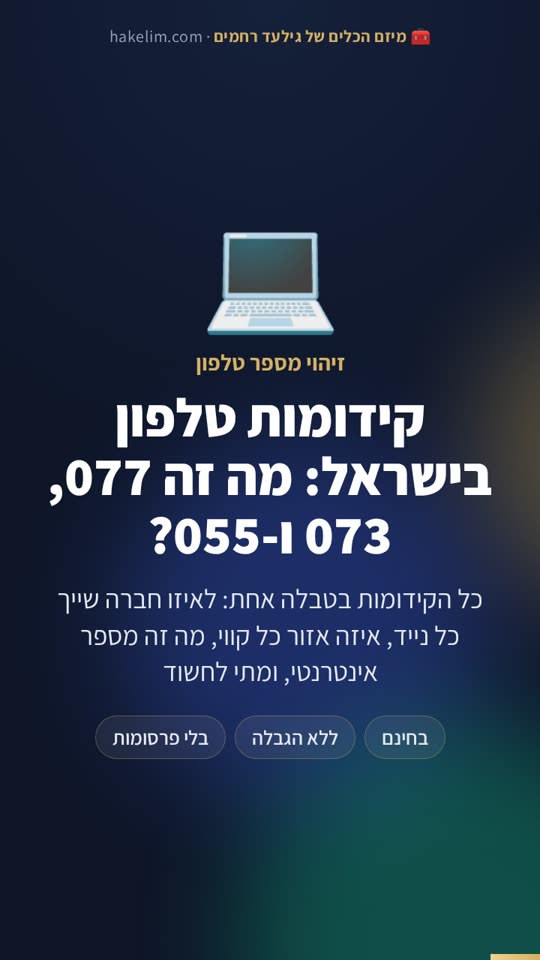 🧰 מיזם הכלים של גילעד רחמים · hakelim.com
זיהוי מספר טלפון
קידומות טלפון
בישראל: מה זה 077,
073 ו-055?
כל הקידומות בטבלה אחת: לאיזו חברה שייך
כל נייד, איזה אזור כל קווי, מה זה מספר
אינטרנטי, ומתי לחשוד
בחינם
ללא הגבלה
בלי פרסומות